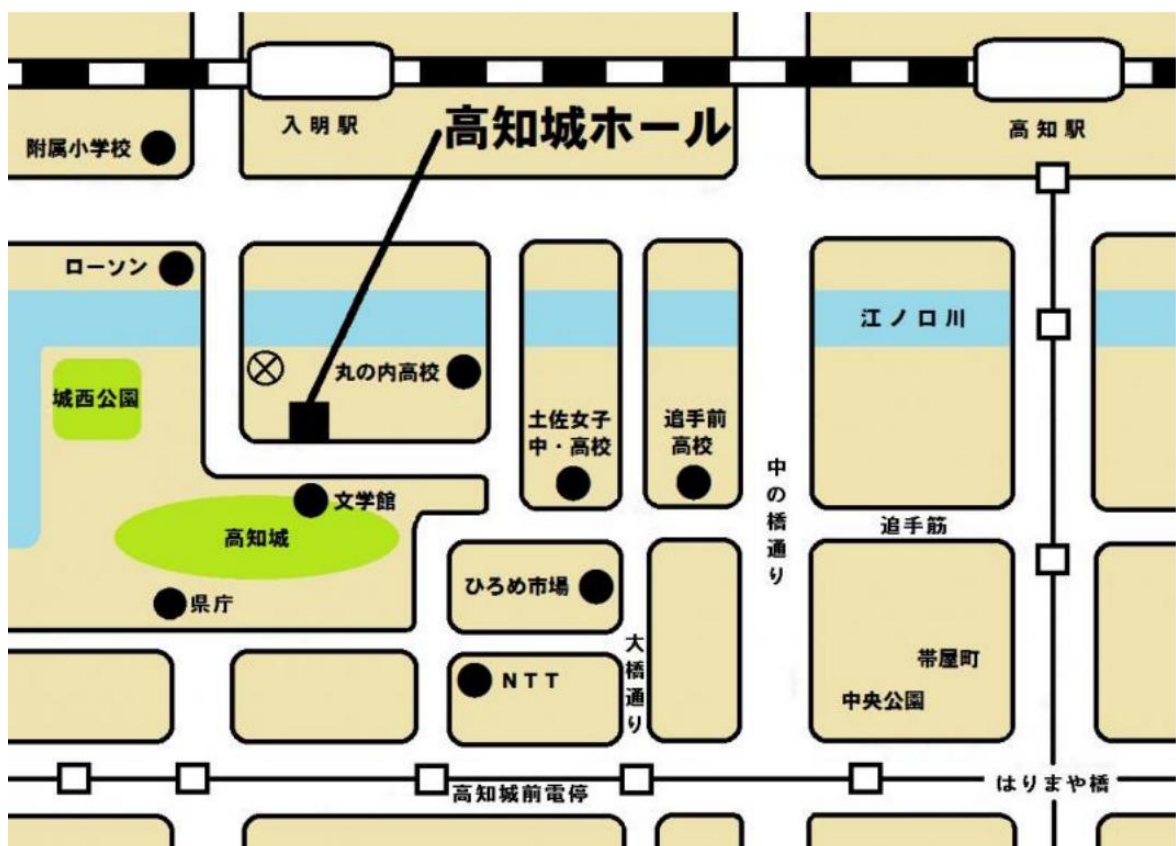 入明駅
高知城ホール
高知駅
附属小学校
ローソン
江ノ口川
丸の内高校
城西公園
土佐女子
中・高校
追手前
高校
中の橋通り
文学館
追手筋
高知城
ひろめ市場
県庁
大橋通り
帯屋町
NTT
中央公園
高知城前電停
はりまや橋